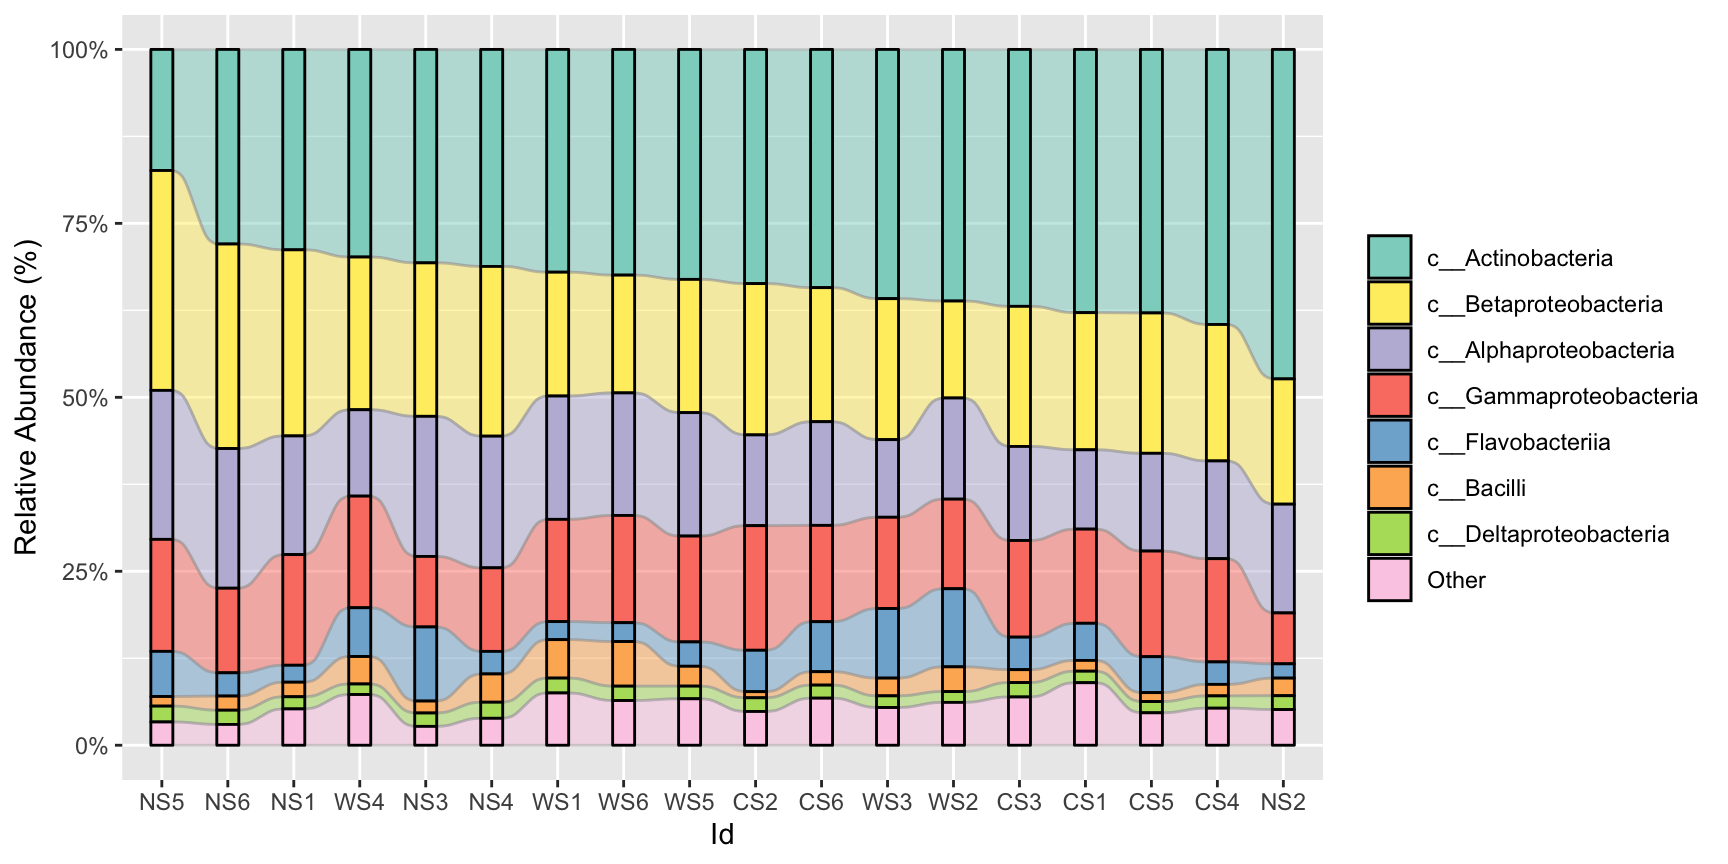 100%
75%
50%
25%
0%
Relative Abundance (%)
NS5 NS6 NS1 WS4 NS3 NS4 WS1 WS6 WS5 CS2 CS6 WS3 WS2 CS3 CS1 CS5 CS4 NS2
Id
c__Actinobacteria
c__Betaproteobacteria
c__Alphaproteobacteria
c__Gammaproteobacteria
c__Flavobacteriia
c__Bacilli
c__Deltaproteobacteria
Other